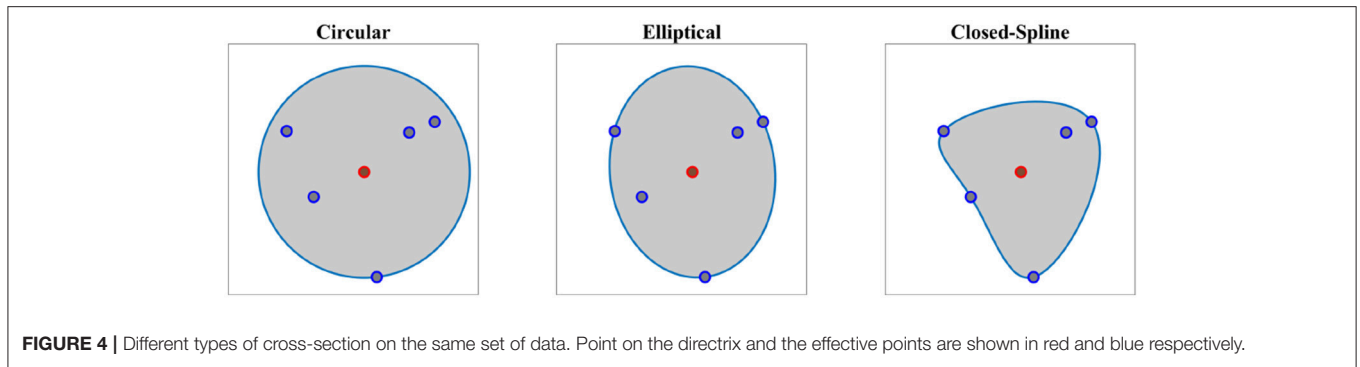 Circular Elliptical Closed-Spline
FIGURE 4 | Different types of cross-section on the same set of data. Point on the directrix and the effective points are shown in red and blue respectively.